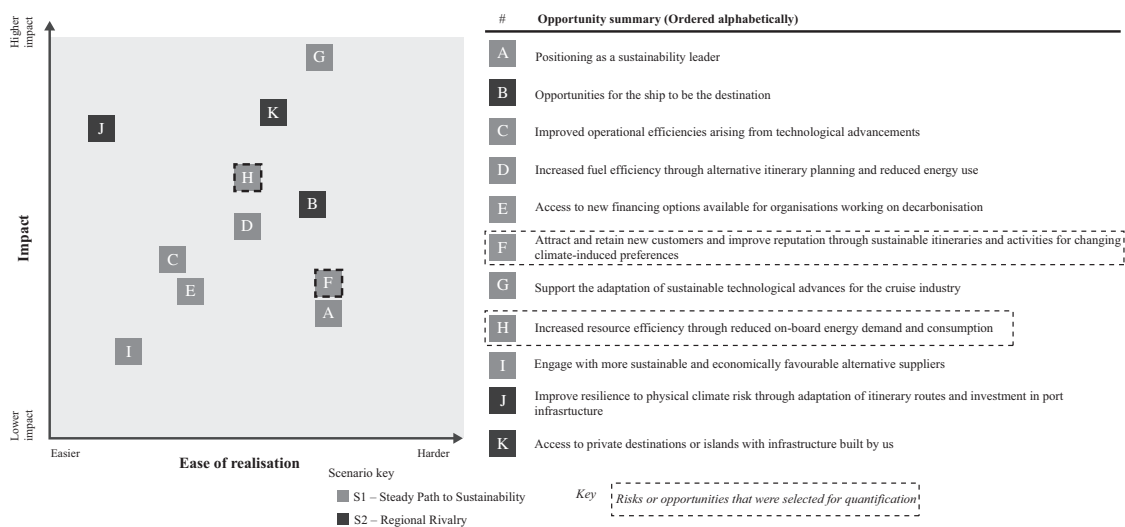 Higher
impact
Impact
Lower
impact
G
K
J
H
B
D
C
E
F
A
I
Easier
Ease of realisation
Harder
Scenario key
S1 – Steady Path to Sustainability
S2 – Regional Rivalry
# Opportunity summary (Ordered alphabetically)
A Positioning as a sustainability leader
B Opportunities for the ship to be the destination
C Improved operational efficiencies arising from technological advancements
D Increased fuel efficiency through alternative itinerary planning and reduced energy use
E Access to new financing options available for organisations working on decarbonisation
F Attract and retain new customers and improve reputation through sustainable itineraries and activities for changing
climate-induced preferences
G Support the adaptation of sustainable technological advances for the cruise industry
H Increased resource efficiency through reduced on-board energy demand and consumption
I Engage with more sustainable and economically favourable alternative suppliers
J Improve resilience to physical climate risk through adaptation of itinerary routes and investment in port
infrasrtucture
K Access to private destinations or islands with infrastructure built by us
Key Risks or opportunities that were selected for quantification